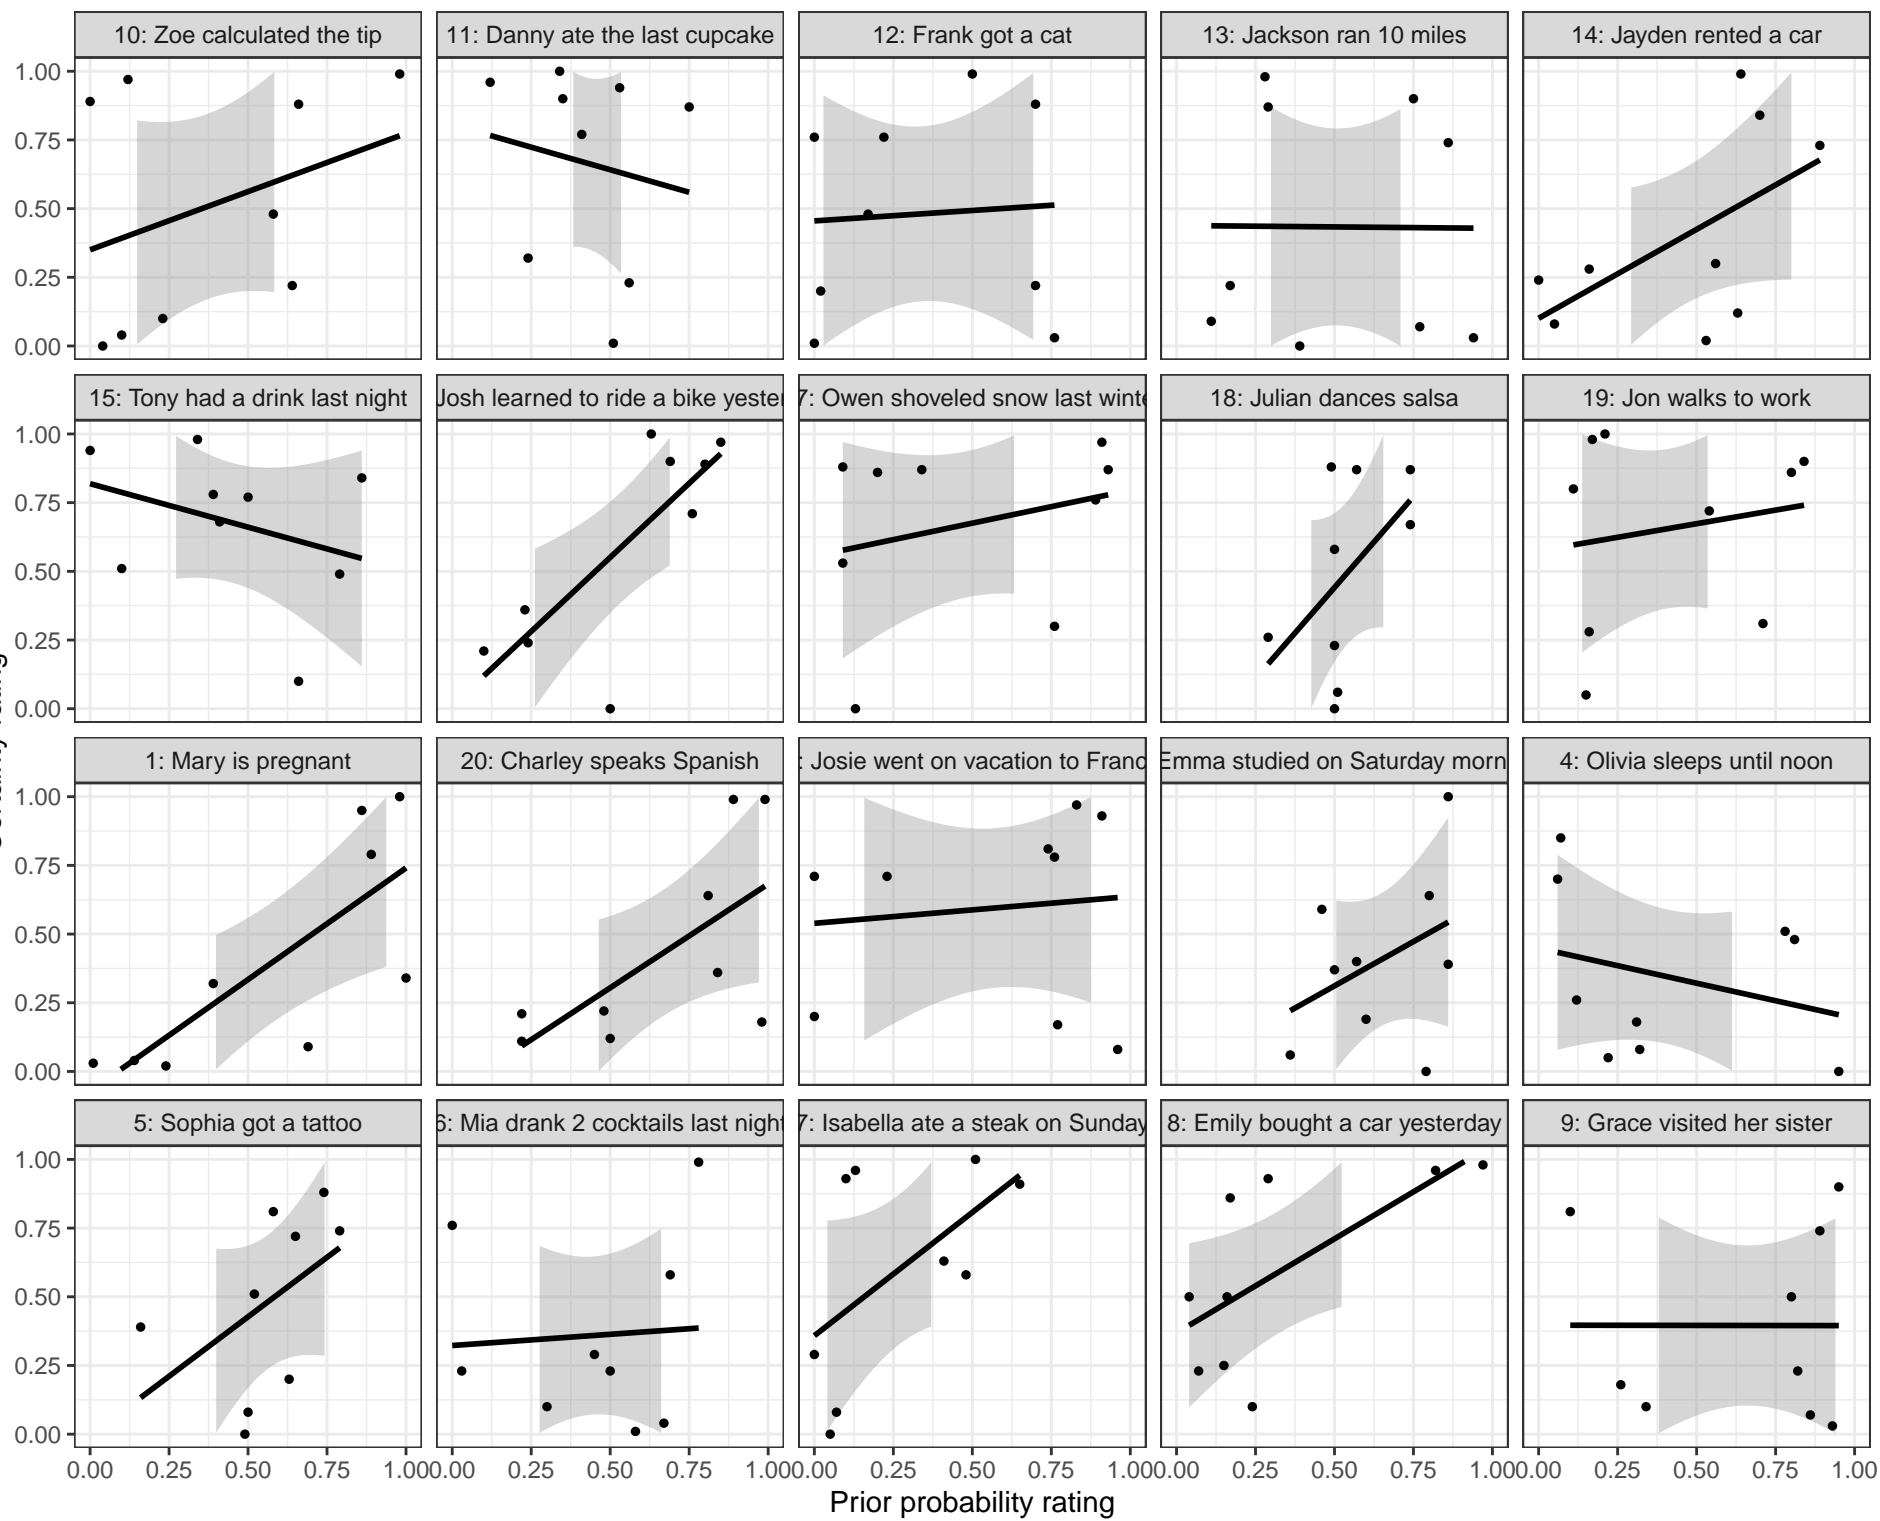 10: Zoe calculated the tip
11: Danny ate the last cupcake
12: Frank got a cat
13: Jackson ran 10 miles
14: Jayden rented a car
1.00
0.75
0.50
0.25
0.00
15: Tony had a drink last night
Josh learned to ride a bike yester
7: Owen shoveled snow last winte
18: Julian dances salsa
19: Jon walks to work
1.00
0.75
0.50
0.25
0.00
1: Mary is pregnant
20: Charley speaks Spanish
: Josie went on vacation to Franc
Emma studied on Saturday morn
4: Olivia sleeps until noon
1.00
0.75
0.50
0.25
0.00
5: Sophia got a tattoo
6: Mia drank 2 cocktails last night
7: Isabella ate a steak on Sunday
8: Emily bought a car yesterday
9: Grace visited her sister
1.00
0.75
0.50
0.25
0.00
0.00 0.25 0.50 0.75 1.00 0.00 0.25 0.50 0.75 1.00 0.00 0.25 0.50 0.75 1.00 0.00 0.25 0.50 0.75 1.00 0.00 0.25 0.50 0.75 1.00
Prior probability rating